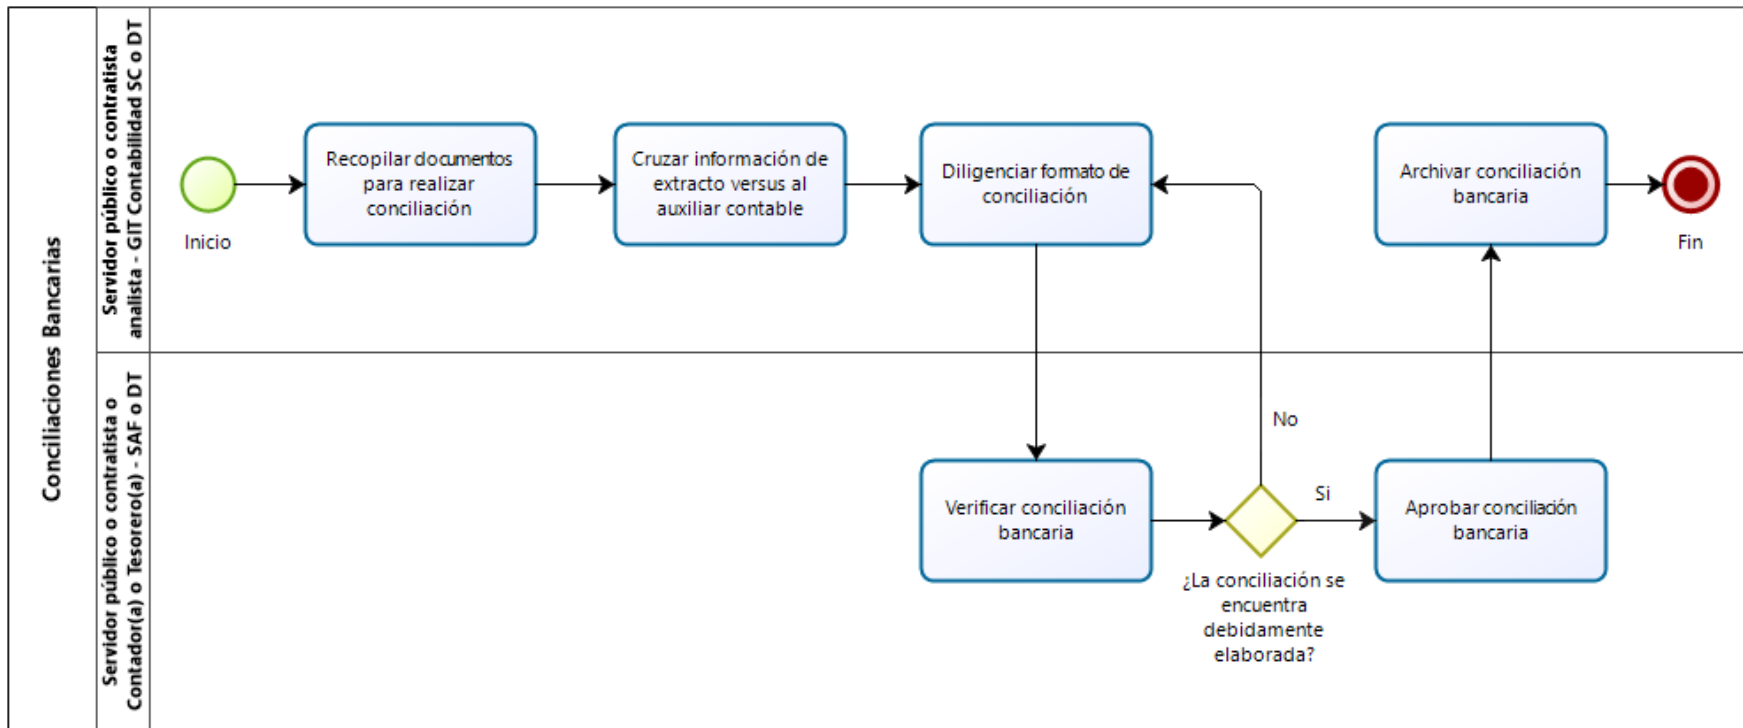 Conciliaciones Bancarias
Servidor público o contratista
analista - GIT Contabilidad SC o DT
Inicio
Recopilar documentos
para realizar
conciliación
Cruzar información de
extracto versus al
auxiliar contable
Diligenciar formato de
conciliación
Archivar conciliación
bancaria
Fin
Servidor público o contratista o
Contador(a) o Tesorero(a) - SAF o DT
Verificar conciliación
bancaria
No
Si
¿La conciliación se
encuentra
debidamente
elaborada?
Aprobar conciliación
bancaria